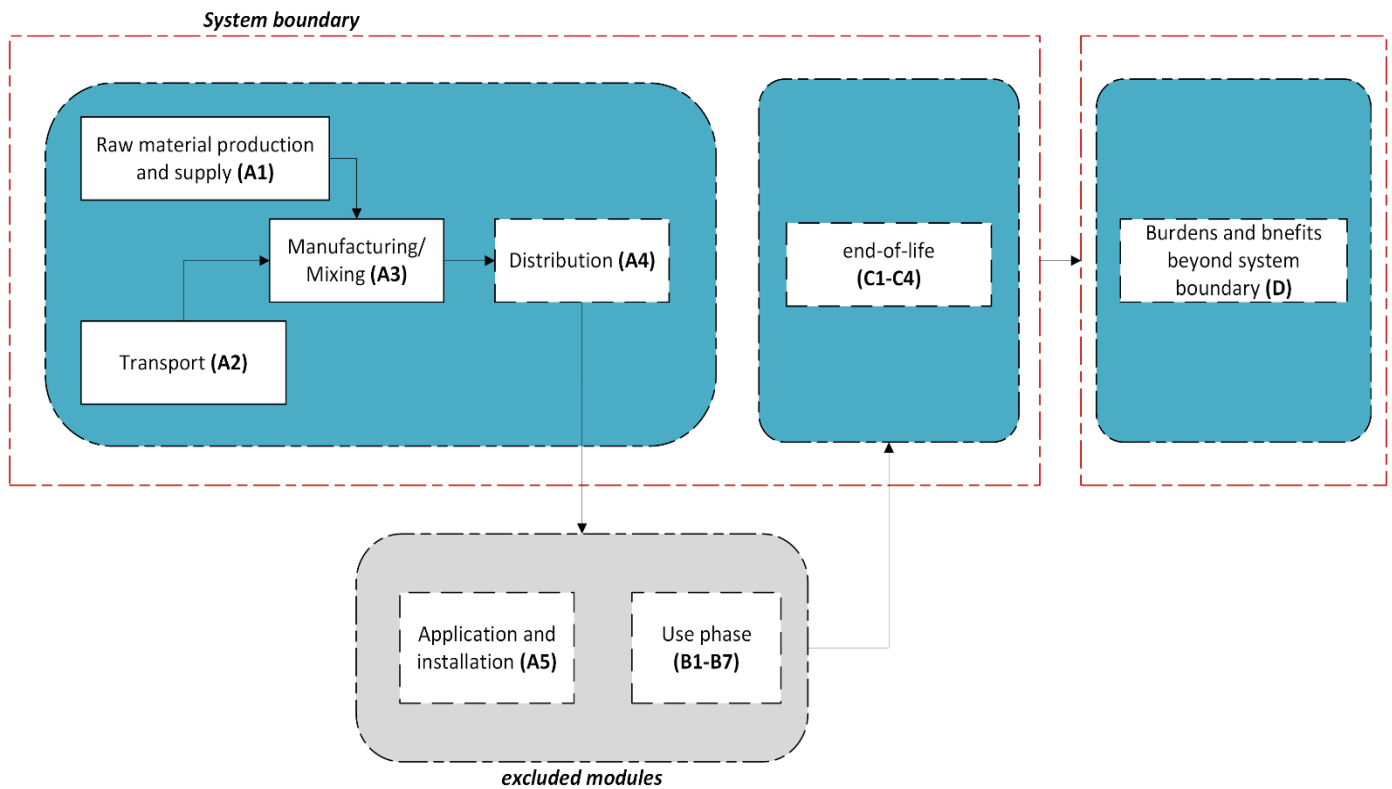 System boundary
Raw material production
and supply (A1)
Manufacturing/
Mixing (A3)
Distribution (A4)
Transport (A2)
end-of-life
(C1-C4)
Burdens and bnefits
beyond system
boundary (D)
Application and
installation (A5)
Use phase
(B1-B7)
excluded modules